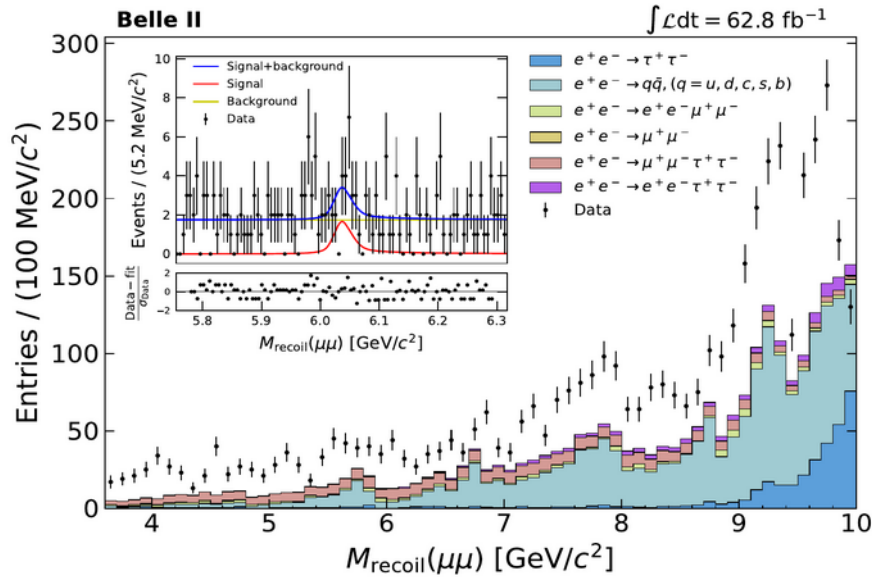 Belle II
∫ℒdt = 62.8 fb⁻¹
Entries / (100 MeV/c²)
300
250
200
150
100
50
0
4
5
6
7
8
9
10
M_recoil(μμ) [GeV/c²]
Events / (5.2 MeV/c²)
10
8
6
4
2
0
Signal+background
Signal
Background
Data
Data−fit
σ_Data
2
0
−2
5.8
5.9
6.0
6.1
6.2
6.3
M_recoil(μμ) [GeV/c²]
e⁺e⁻→τ⁺τ⁻
e⁺e⁻→qq̄, (q = u, d, c, s, b)
e⁺e⁻→e⁺e⁻μ⁺μ⁻
e⁺e⁻→μ⁺μ⁻
e⁺e⁻→μ⁺μ⁻τ⁺τ⁻
e⁺e⁻→e⁺e⁻τ⁺τ⁻
Data